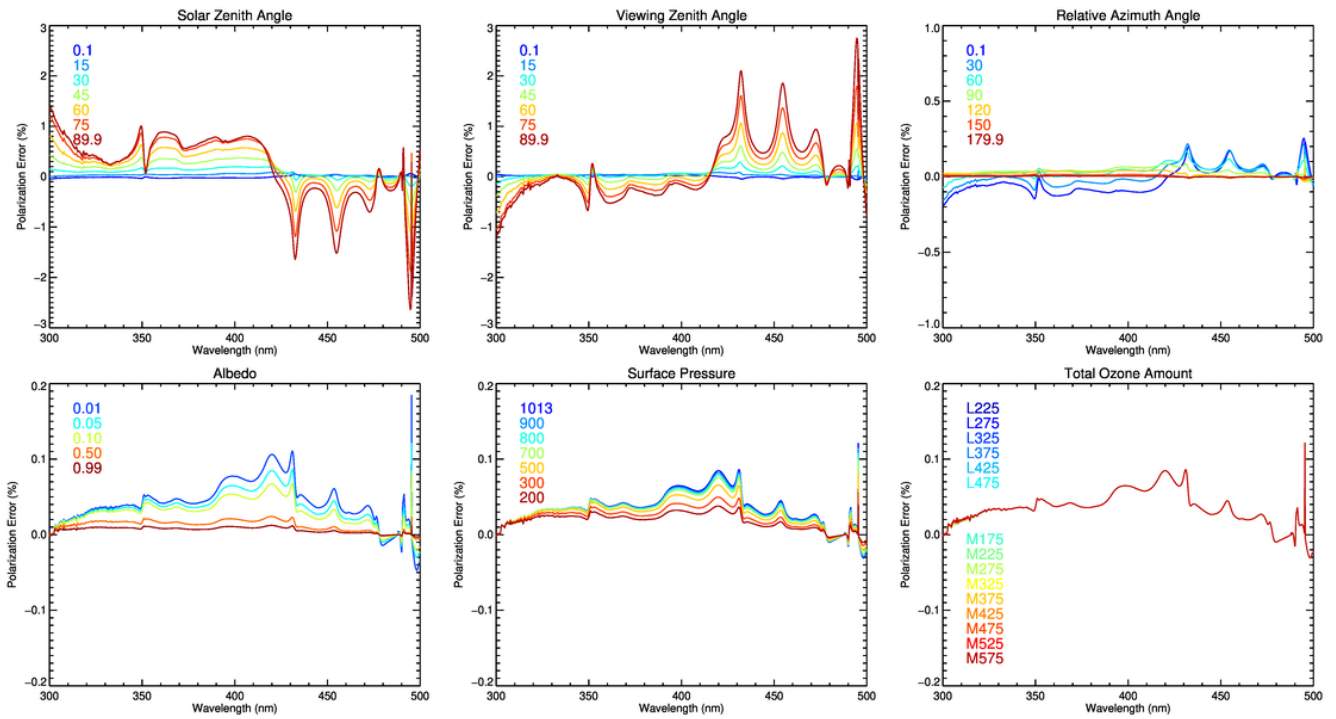 Solar Zenith Angle
3
2
1
0
−1
−2
−3
Polarization Error (%)
0.1
15
30
45
60
75
89.9
300
350
400
450
500
Wavelength (nm)
Viewing Zenith Angle
3
2
1
0
−1
−2
−3
Polarization Error (%)
0.1
15
30
45
60
75
89.9
300
350
400
450
500
Wavelength (nm)
Relative Azimuth Angle
1.0
0.5
0.0
−0.5
−1.0
Polarization Error (%)
0.1
30
60
90
120
150
179.9
300
350
400
450
500
Wavelength (nm)
Albedo
0.2
0.1
0.0
−0.1
−0.2
Polarization Error (%)
0.01
0.05
0.10
0.50
0.99
300
350
400
450
500
Wavelength (nm)
Surface Pressure
0.2
0.1
0.0
−0.1
−0.2
Polarization Error (%)
1013
900
800
700
500
300
200
300
350
400
450
500
Wavelength (nm)
Total Ozone Amount
0.2
0.1
0.0
−0.1
−0.2
Polarization Error (%)
L225
L275
L325
L375
L425
L475
M175
M225
M275
M325
M375
M425
M475
M525
M575
300
350
400
450
500
Wavelength (nm)